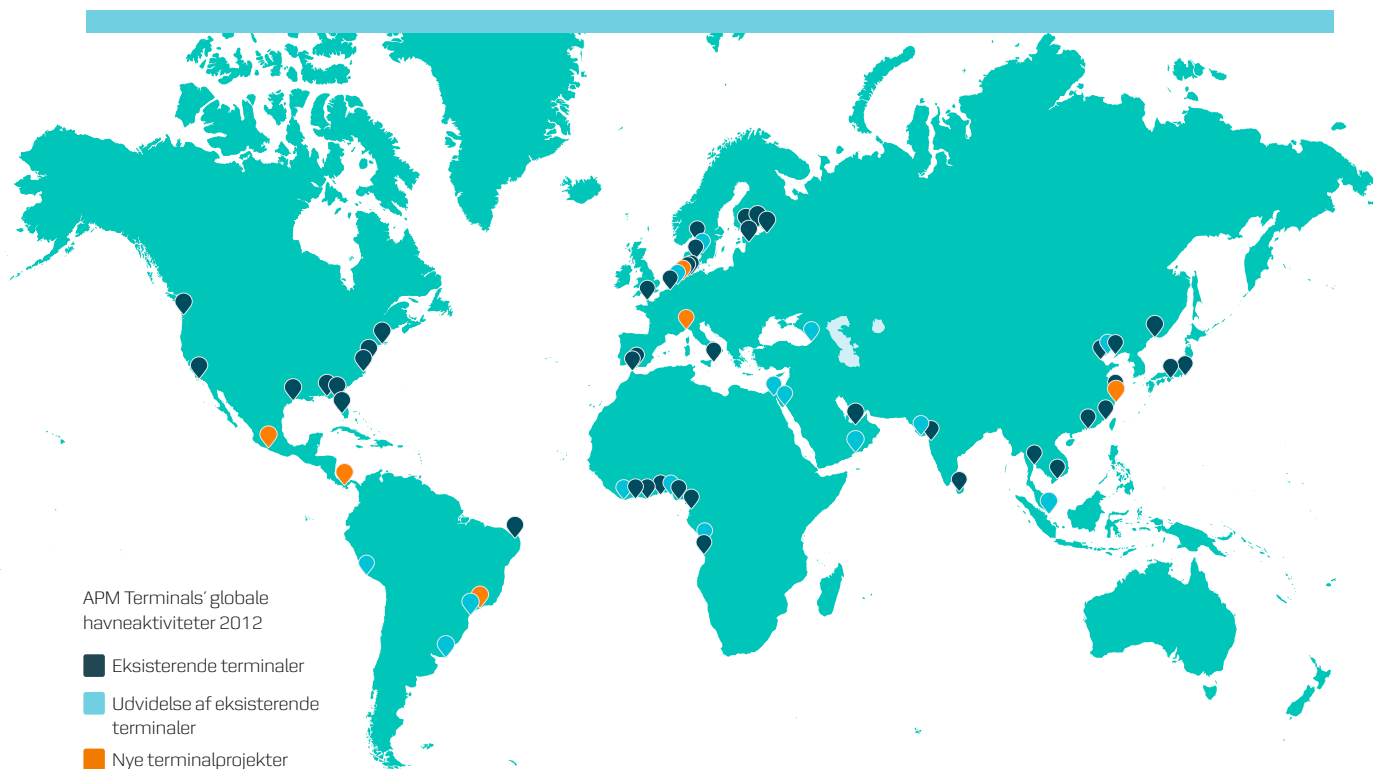 APM Terminals´ globale
havneaktiviteter 2012
Eksisterende terminaler
Udvidelse af eksisterende
terminaler
Nye terminalprojekter